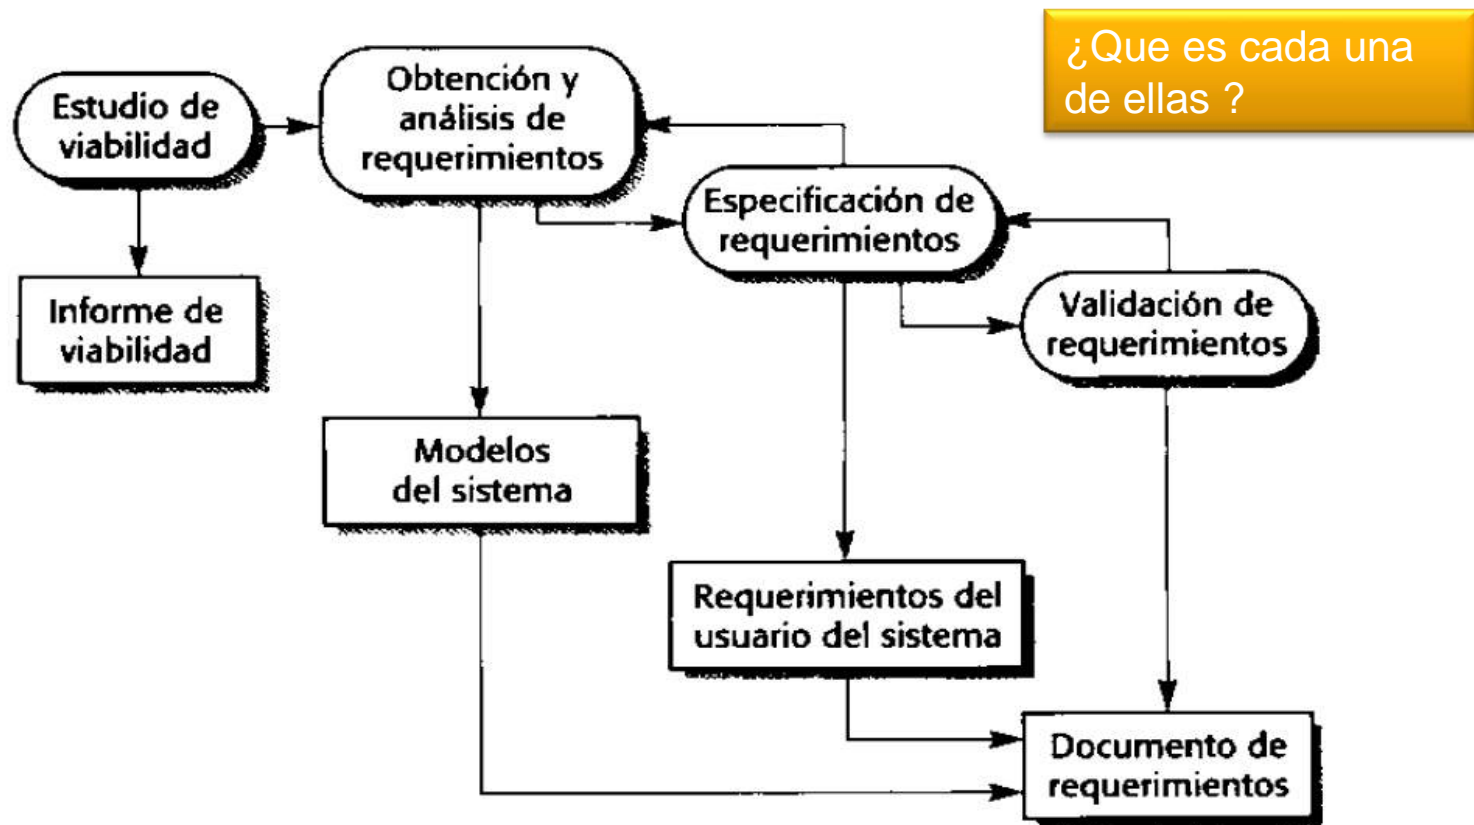 ¿Que es cada una
de ellas ?
Estudio de
viabilidad
Obtención y
análisis de
requerimientos
Especificación de
requerimientos
Validación de
requerimientos
Informe de
viabilidad
Modelos
del sistema
Requerimientos del
usuario del sistema
Documento de
requerimientos